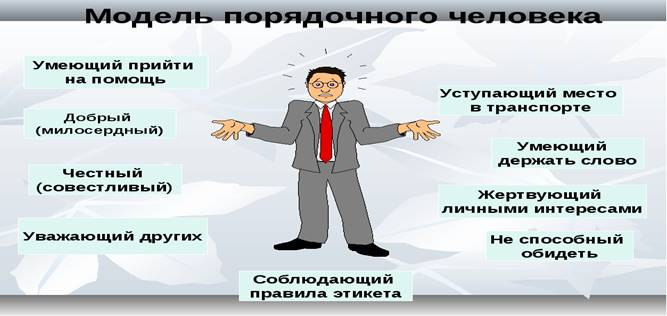 Модель порядочного человека
Умеющий прийти
на помощь
Добрый
(милосердный)
Честный
(совестливый)
Уважающий других
Соблюдающий
правила этикета
Уступающий место
в транспорте
Умеющий
держать слово
Жертвующий
личными интересами
Не способный
обидеть